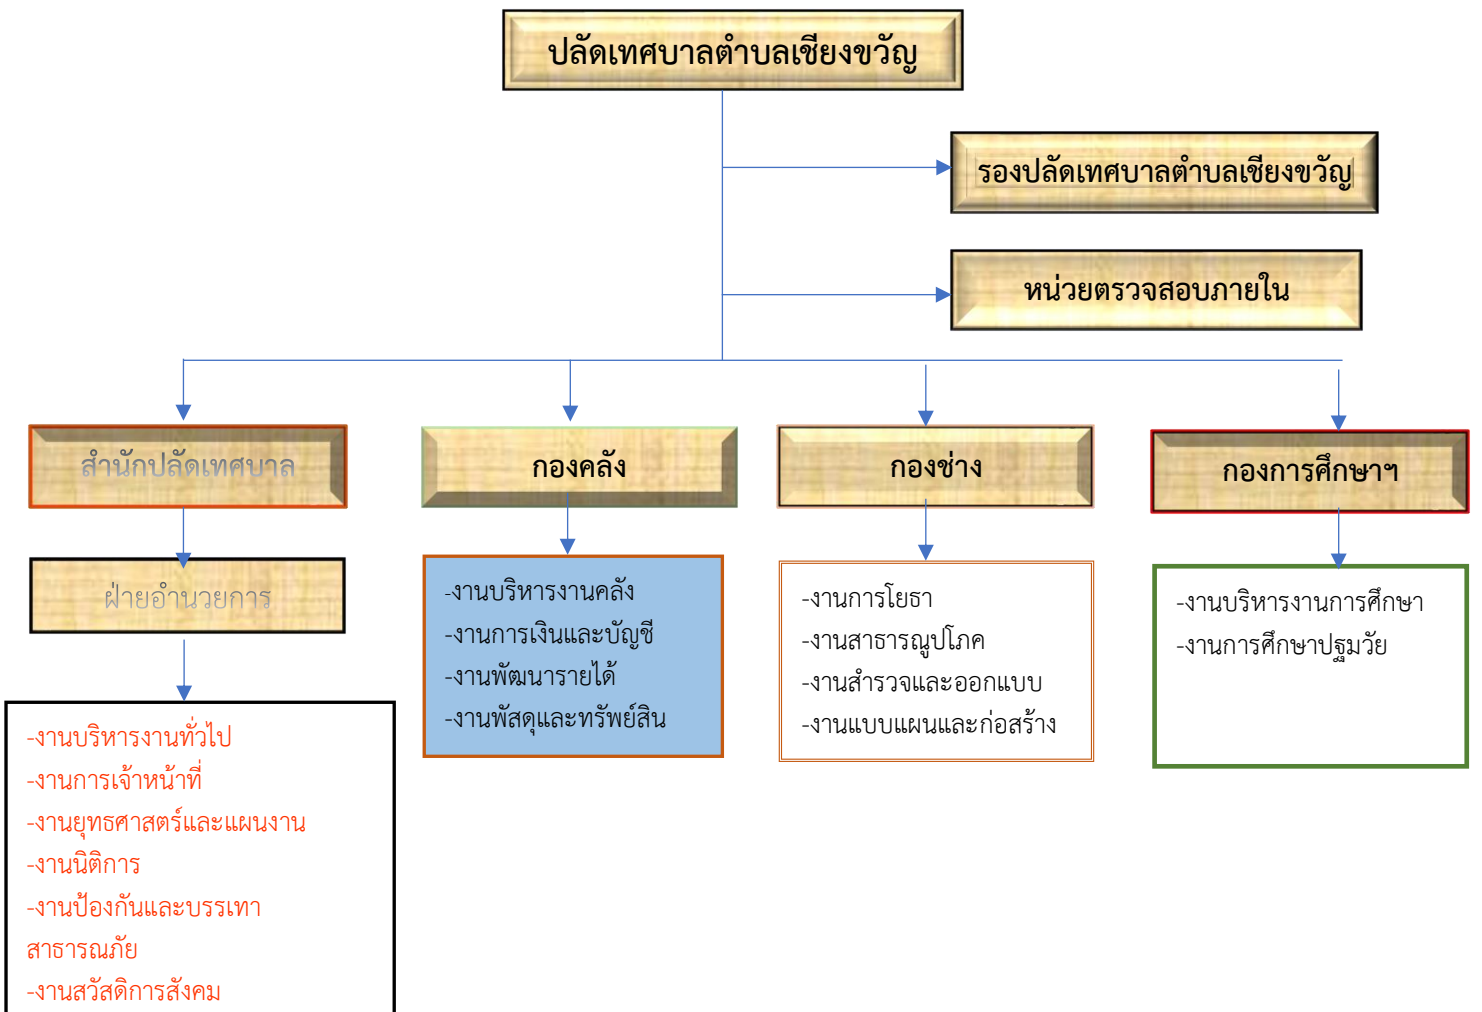 ปลัดเทศบาลตำบลเชียงขวัญ
รองปลัดเทศบาลตำบลเชียงขวัญ
หน่วยตรวจสอบภายใน
สำนักปลัดเทศบาล
กองคลัง
กองช่าง
กองการศึกษาฯ
ฝ่ายอำนวยการ
-งานบริหารงานทั่วไป
-งานการเจ้าหน้าที่
-งานยุทธศาสตร์และแผนงาน
-งานนิติการ
-งานป้องกันและบรรเทา
สาธารณภัย
-งานสวัสดิการสังคม
-งานบริหารงานคลัง
-งานการเงินและบัญชี
-งานพัฒนารายได้
-งานพัสดุและทรัพย์สิน
-งานการโยธา
-งานสาธารณูปโภค
-งานสำรวจและออกแบบ
-งานแบบแผนและก่อสร้าง
-งานบริหารงานการศึกษา
-งานการศึกษาปฐมวัย